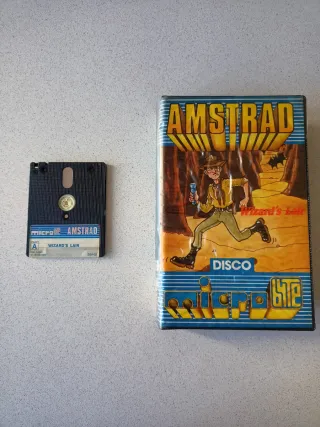 micro BYTE AMSTRAD
A WIZARD'S LAIR
AMSTRAD
Wizard's Lair
DISCO
micro
BYTE